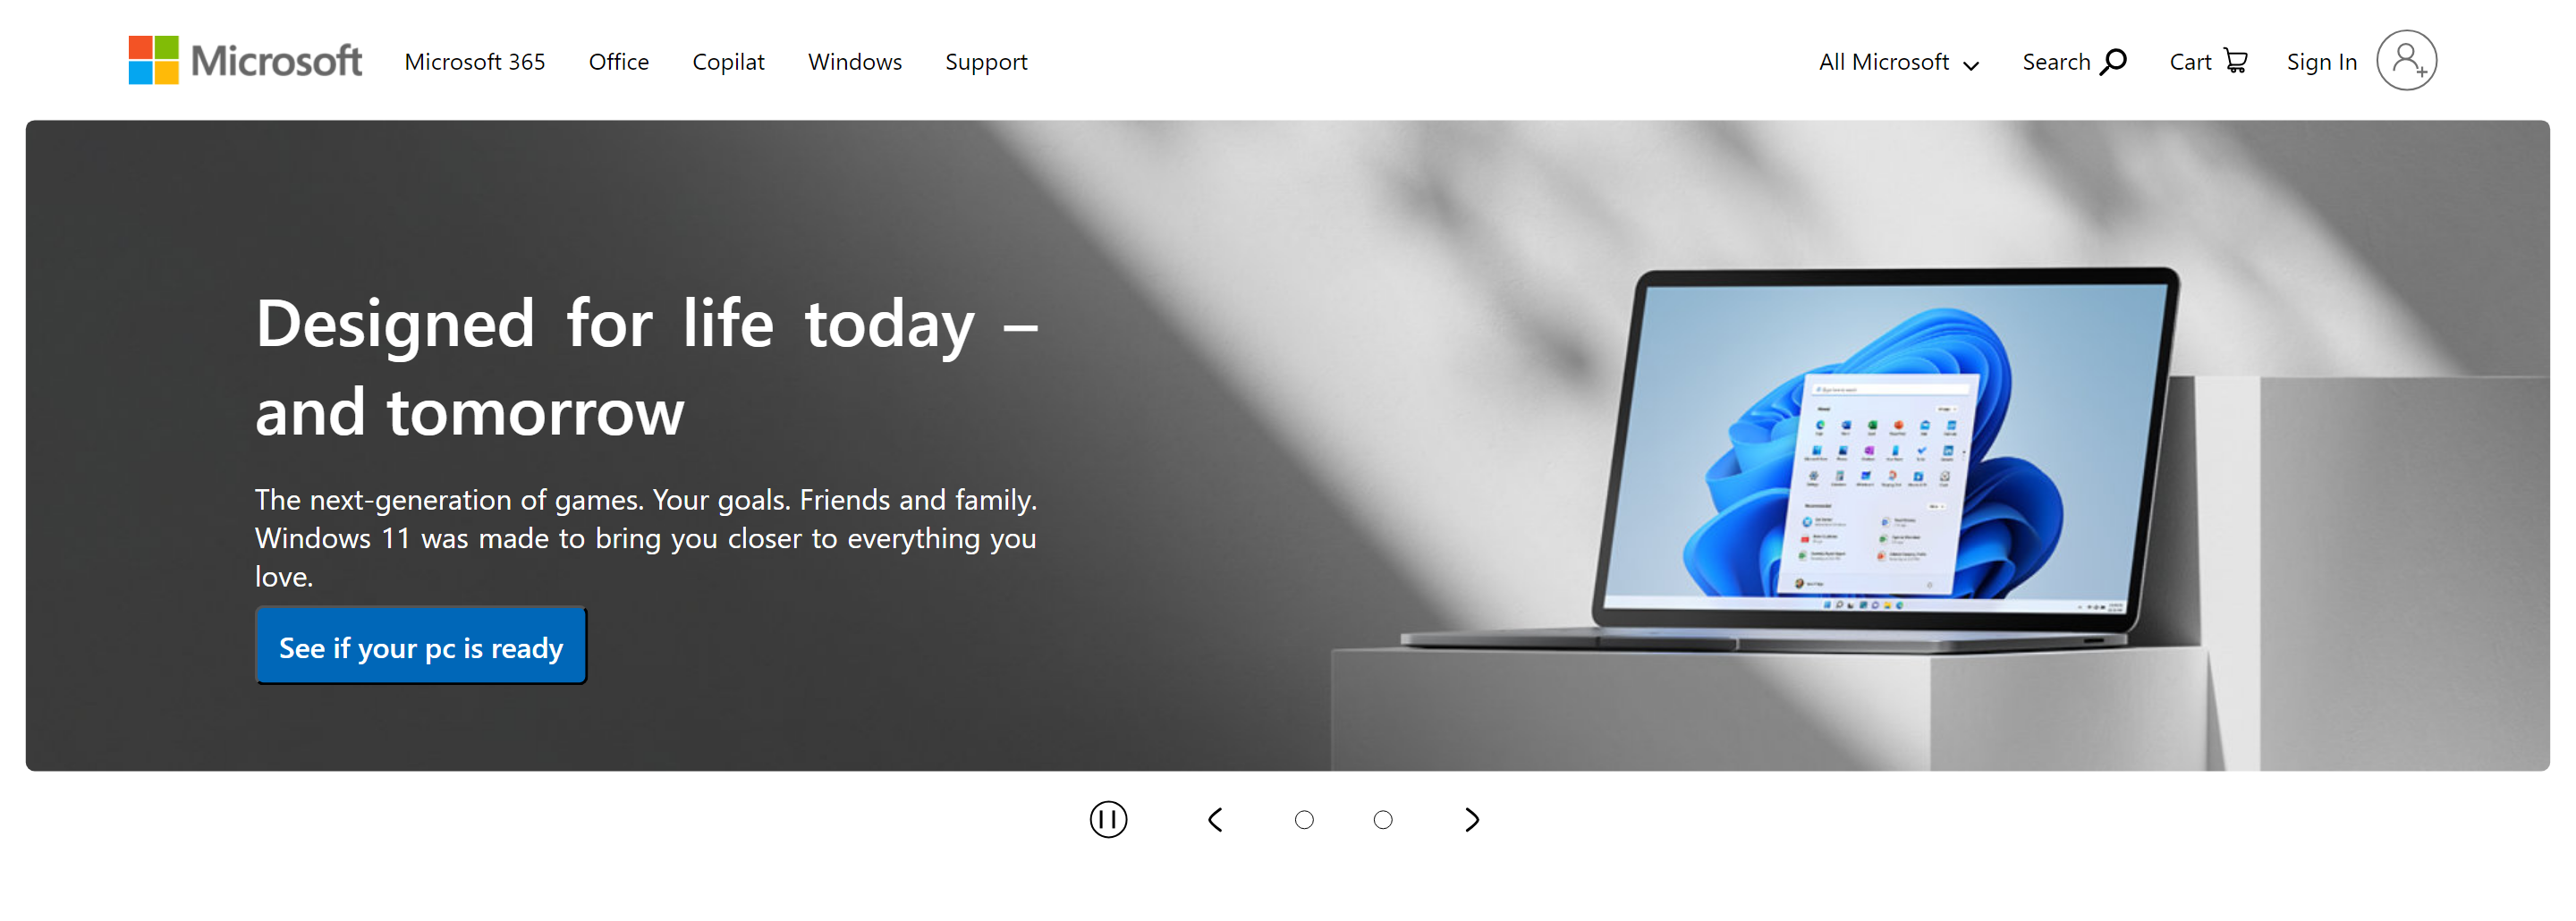 Microsoft
Microsoft 365
Office
Copilat
Windows
Support
All Microsoft
Search
Cart
Sign In
Designed for life today –
and tomorrow
The next-generation of games. Your goals. Friends and family.
Windows 11 was made to bring you closer to everything you
love.
See if your pc is ready